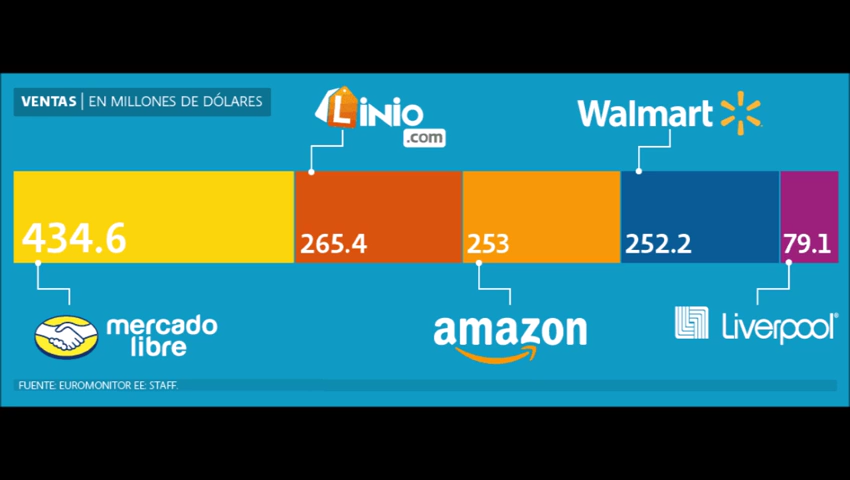 VENTAS | EN MILLONES DE DÓLARES
Linio
.com
Walmart
434.6
265.4
253
252.2
79.1
mercado
libre
amazon
Liverpool®
FUENTE: EUROMONITOR EE: STAFF.